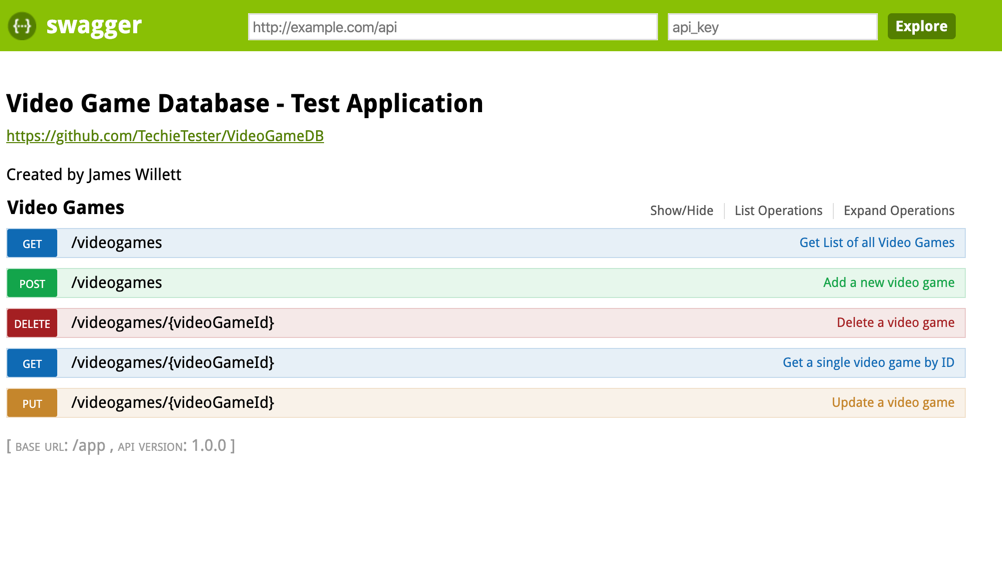 {···} swagger http://example.com/api api_key Explore
Video Game Database - Test Application
https://github.com/TechieTester/VideoGameDB
Created by James Willett
Video Games Show/Hide List Operations Expand Operations
GET /videogames Get List of all Video Games
POST /videogames Add a new video game
DELETE /videogames/{videoGameId} Delete a video game
GET /videogames/{videoGameId} Get a single video game by ID
PUT /videogames/{videoGameId} Update a video game
[ BASE URL: /app , API VERSION: 1.0.0 ]